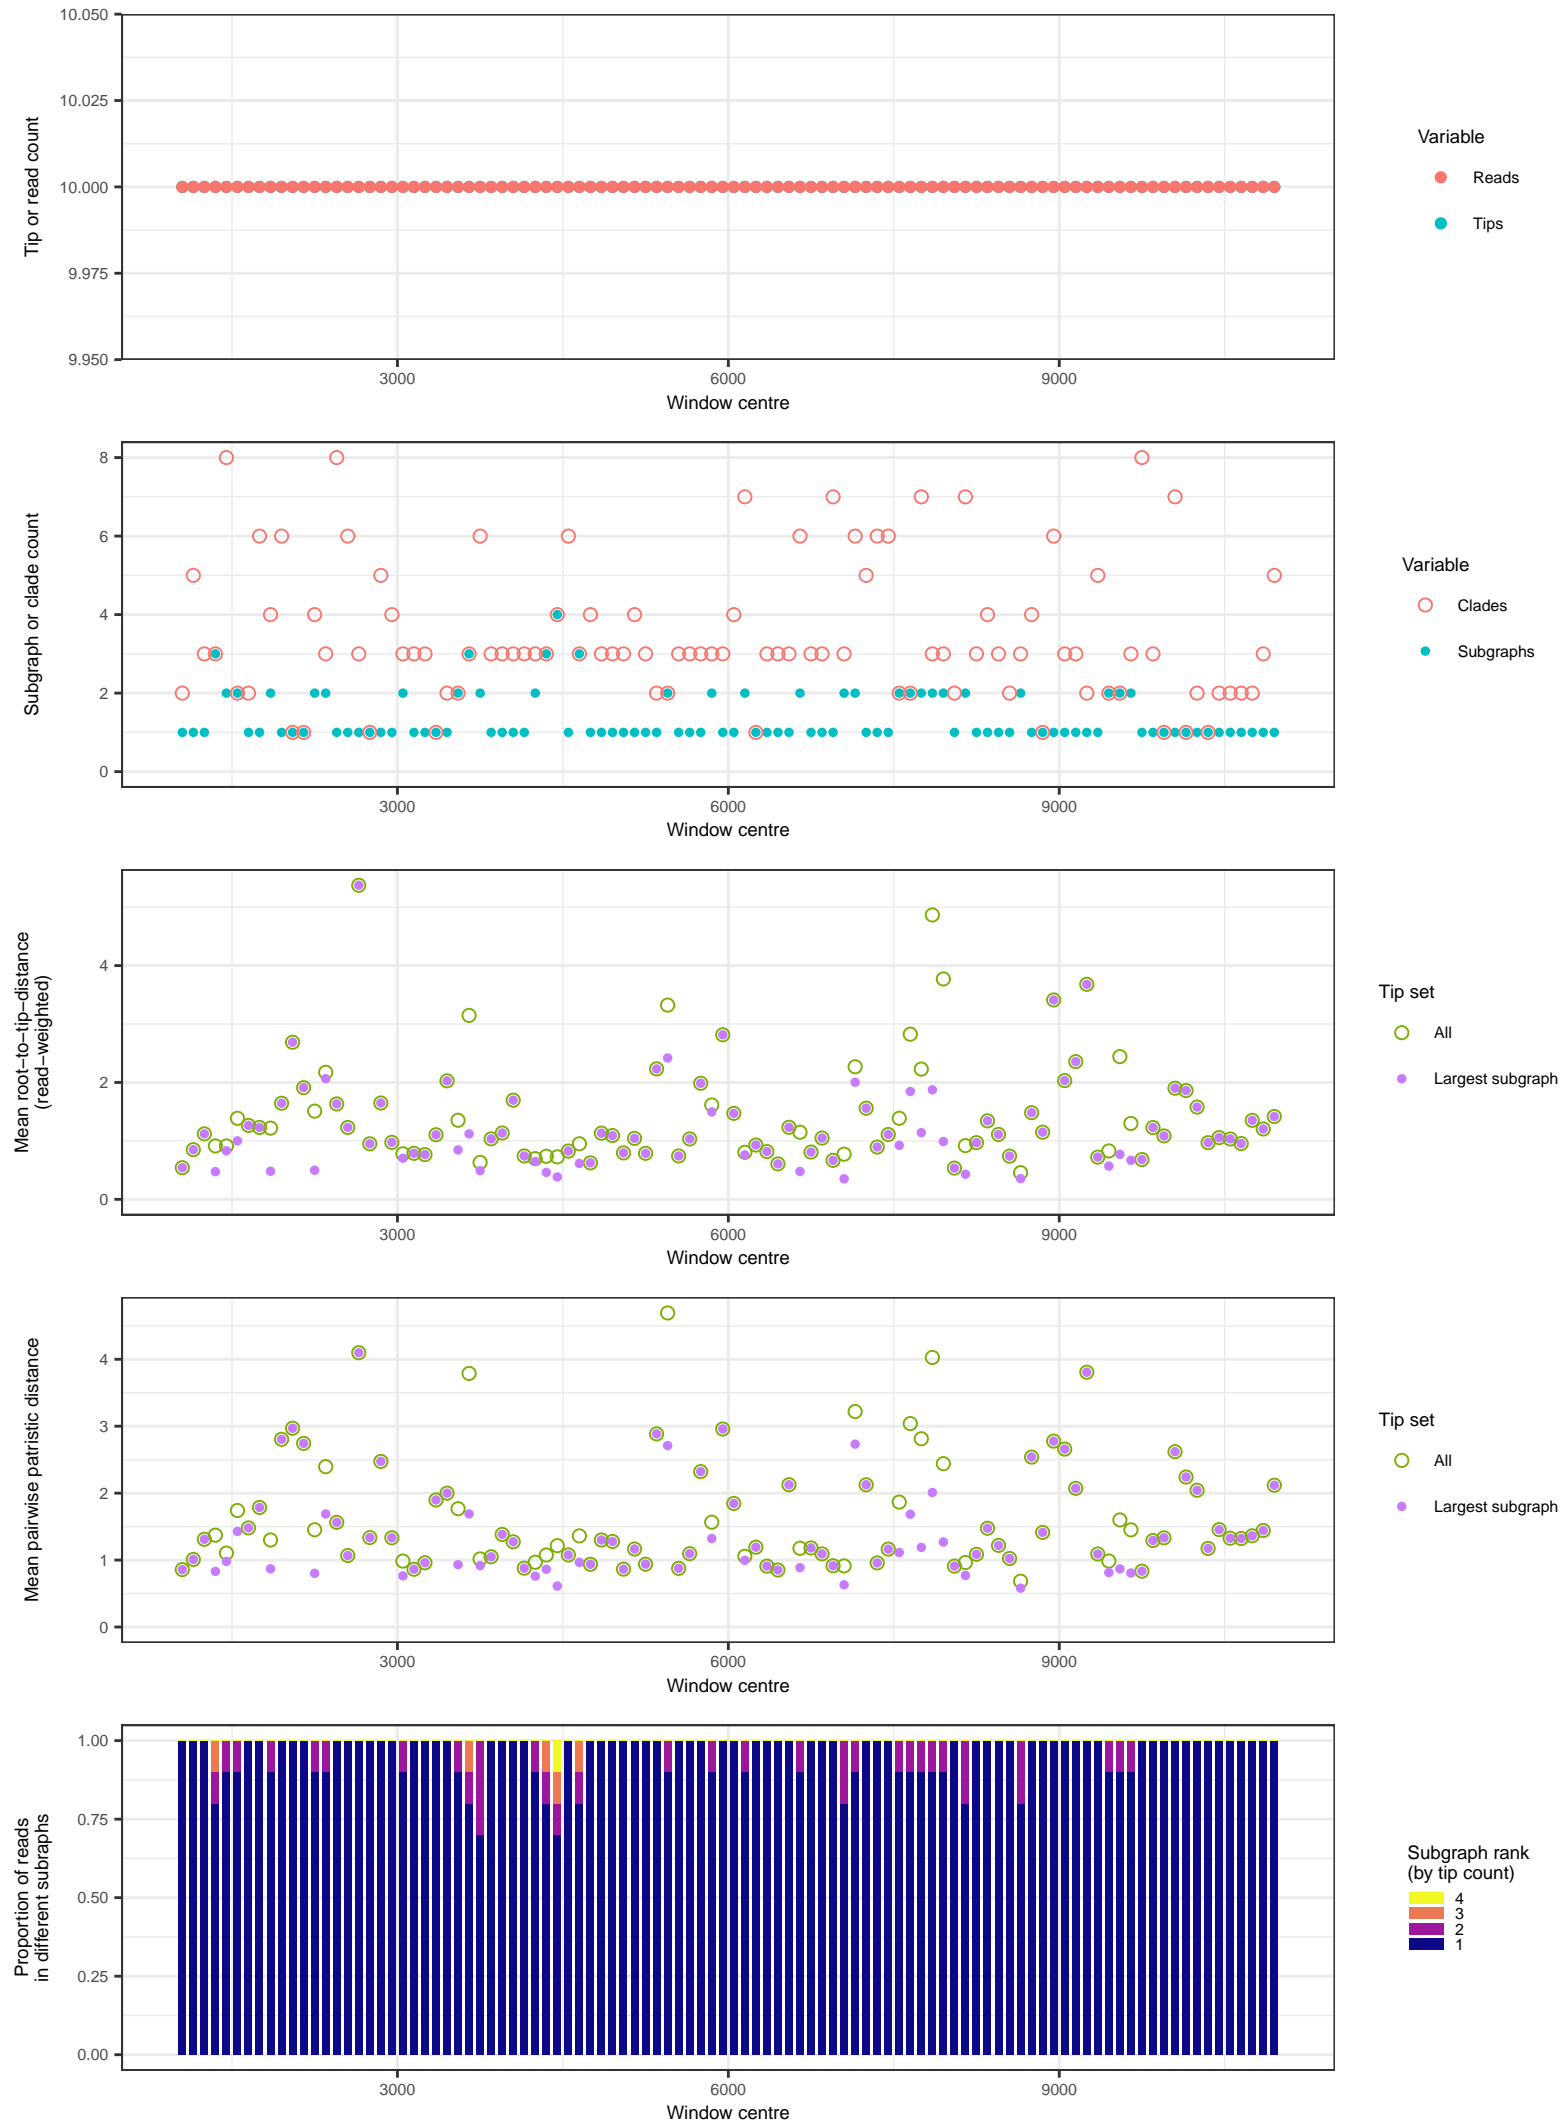 10.050
10.025
10.000
9.975
9.950
Tip or read count
3000
6000
9000
Window centre
Variable
Reads
Tips
8
6
4
2
0
Subgraph or clade count
3000
6000
9000
Window centre
Variable
Clades
Subgraphs
4
2
0
Mean root−to−tip−distance
(read−weighted)
3000
6000
9000
Window centre
Tip set
All
Largest subgraph
4
3
2
1
0
Mean pairwise patristic distance
3000
6000
9000
Window centre
Tip set
All
Largest subgraph
1.00
0.75
0.50
0.25
0.00
Proportion of reads
in different subraphs
3000
6000
9000
Window centre
Subgraph rank
(by tip count)
4
3
2
1